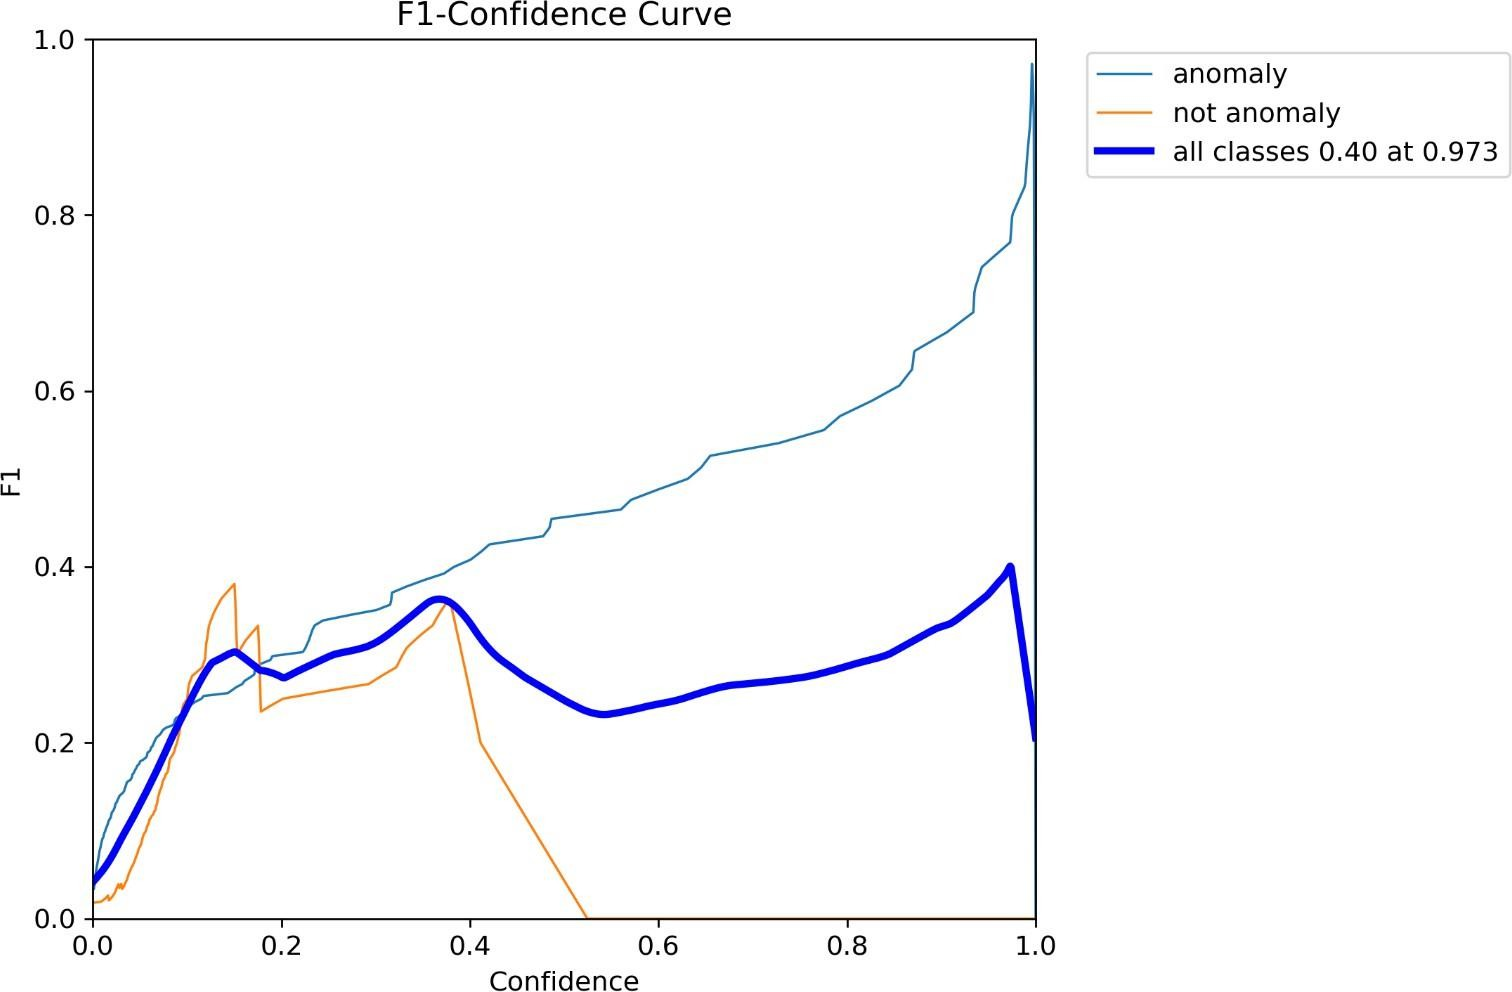 F1-Confidence Curve
1.0
0.8
0.6
0.4
0.2
0.0
F1
0.0 0.2 0.4 0.6 0.8 1.0
Confidence
anomaly
not anomaly
all classes 0.40 at 0.973